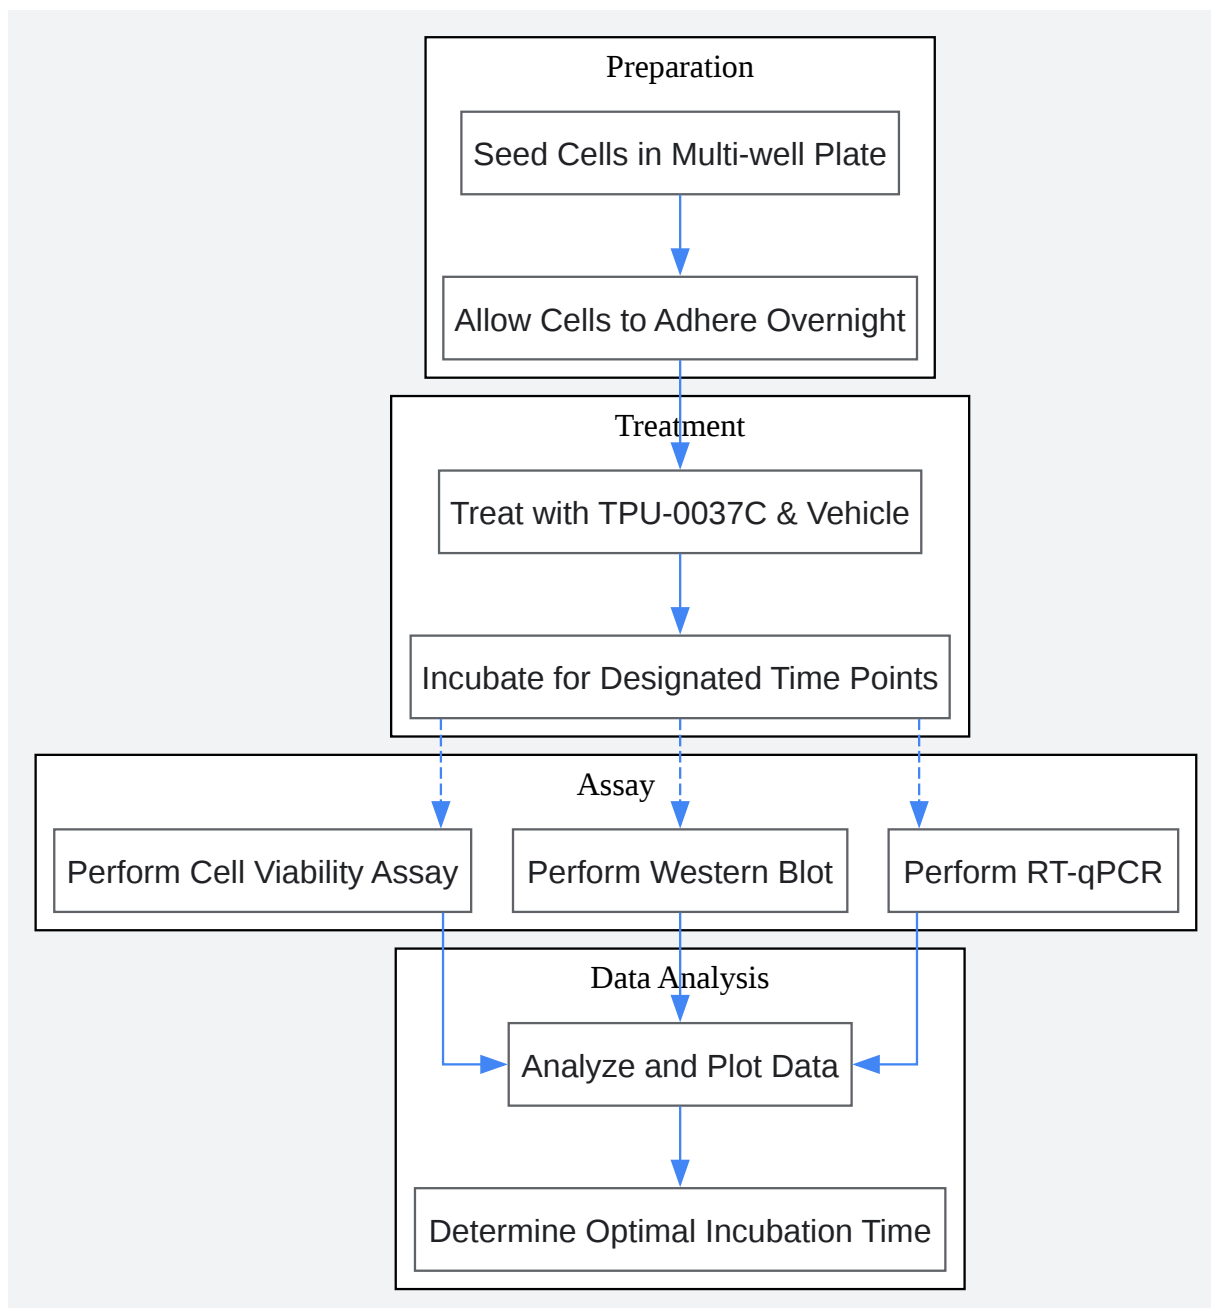 Preparation
Seed Cells in Multi-well Plate
Allow Cells to Adhere Overnight
Treatment
Treat with TPU-0037C & Vehicle
Incubate for Designated Time Points
Assay
Perform Cell Viability Assay
Perform Western Blot
Perform RT-qPCR
Data Analysis
Analyze and Plot Data
Determine Optimal Incubation Time